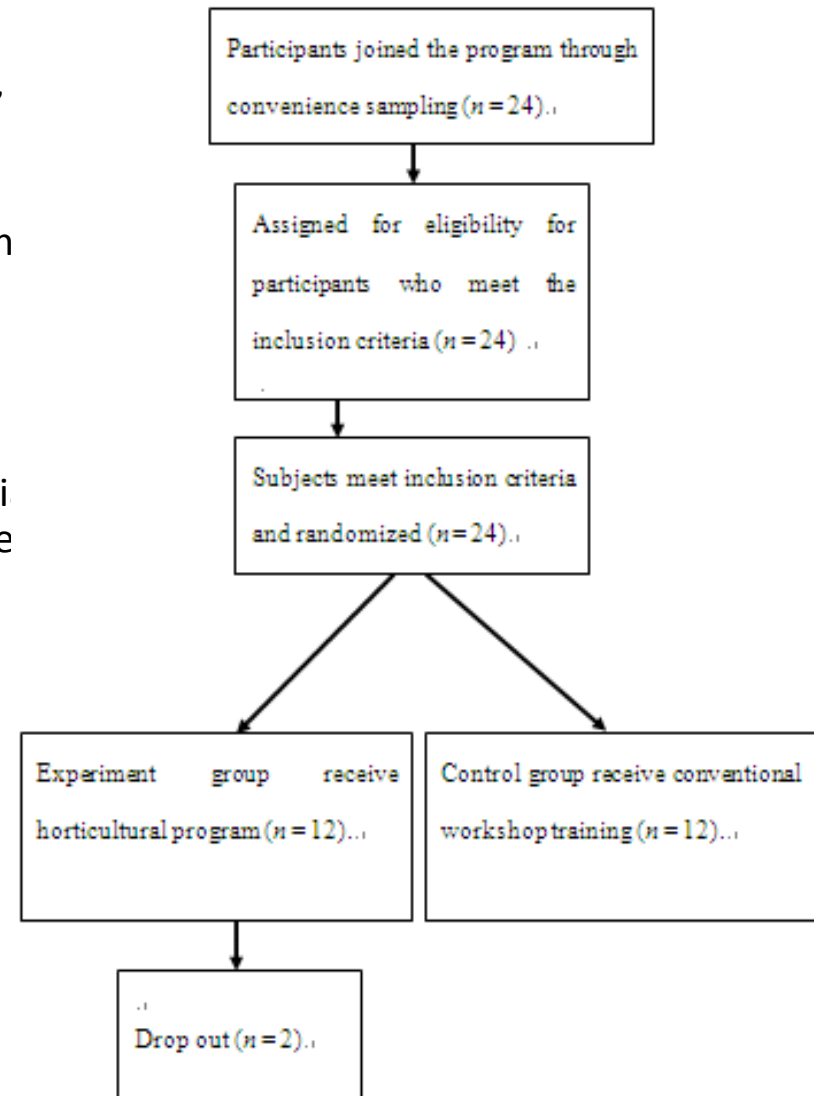 Participants joined the program through
convenience sampling (n=24).
Assigned for eligibility for
participants who meet the
inclusion criteria (n=24) .
Subjects meet inclusion criteria
and randomized (n=24).
Experiment group receive
horticultural program (n=12)..
Control group receive conventional
workshop training (n=12)..
Drop out (n=2).